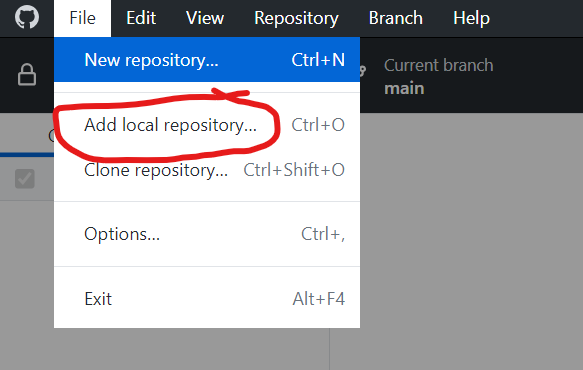 File Edit View Repository Branch Help
New repository... Ctrl+N
Current branch
main
Add local repository... Ctrl+O
Clone repository... Ctrl+Shift+O
Options... Ctrl+,
Exit Alt+F4